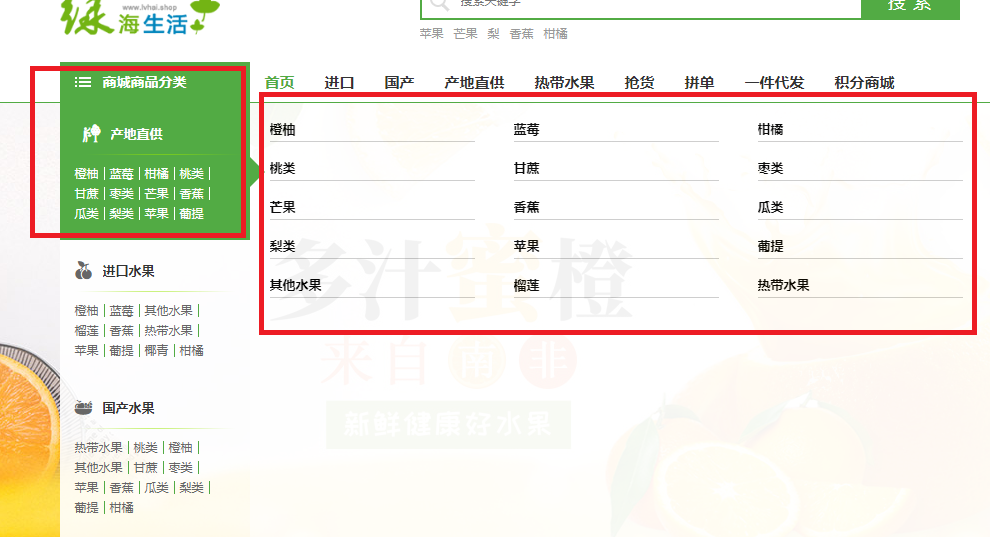 www.lvhai.shop
绿海生活
搜索关键字
搜索
苹果 芒果 梨 香蕉 柑橘
商城商品分类
首页 进口 国产 产地直供 热带水果 抢货 拼单 一件代发 积分商城
产地直供
橙柚 | 蓝莓 | 柑橘 | 桃类 |
甘蔗 | 枣类 | 芒果 | 香蕉 |
瓜类 | 梨类 | 苹果 | 葡提
橙柚 蓝莓 柑橘
桃类 甘蔗 枣类
芒果 香蕉 瓜类
梨类 苹果 葡提
其他水果 榴莲 热带水果
进口水果
橙柚 | 蓝莓 | 其他水果 |
榴莲 | 香蕉 | 热带水果 |
苹果 | 葡提 | 椰青 | 柑橘
国产水果
热带水果 | 桃类 | 橙柚 |
其他水果 | 甘蔗 | 枣类 |
苹果 | 香蕉 | 瓜类 | 梨类 |
葡提 | 柑橘
多汁蜜橙
来自南非
新鲜健康好水果